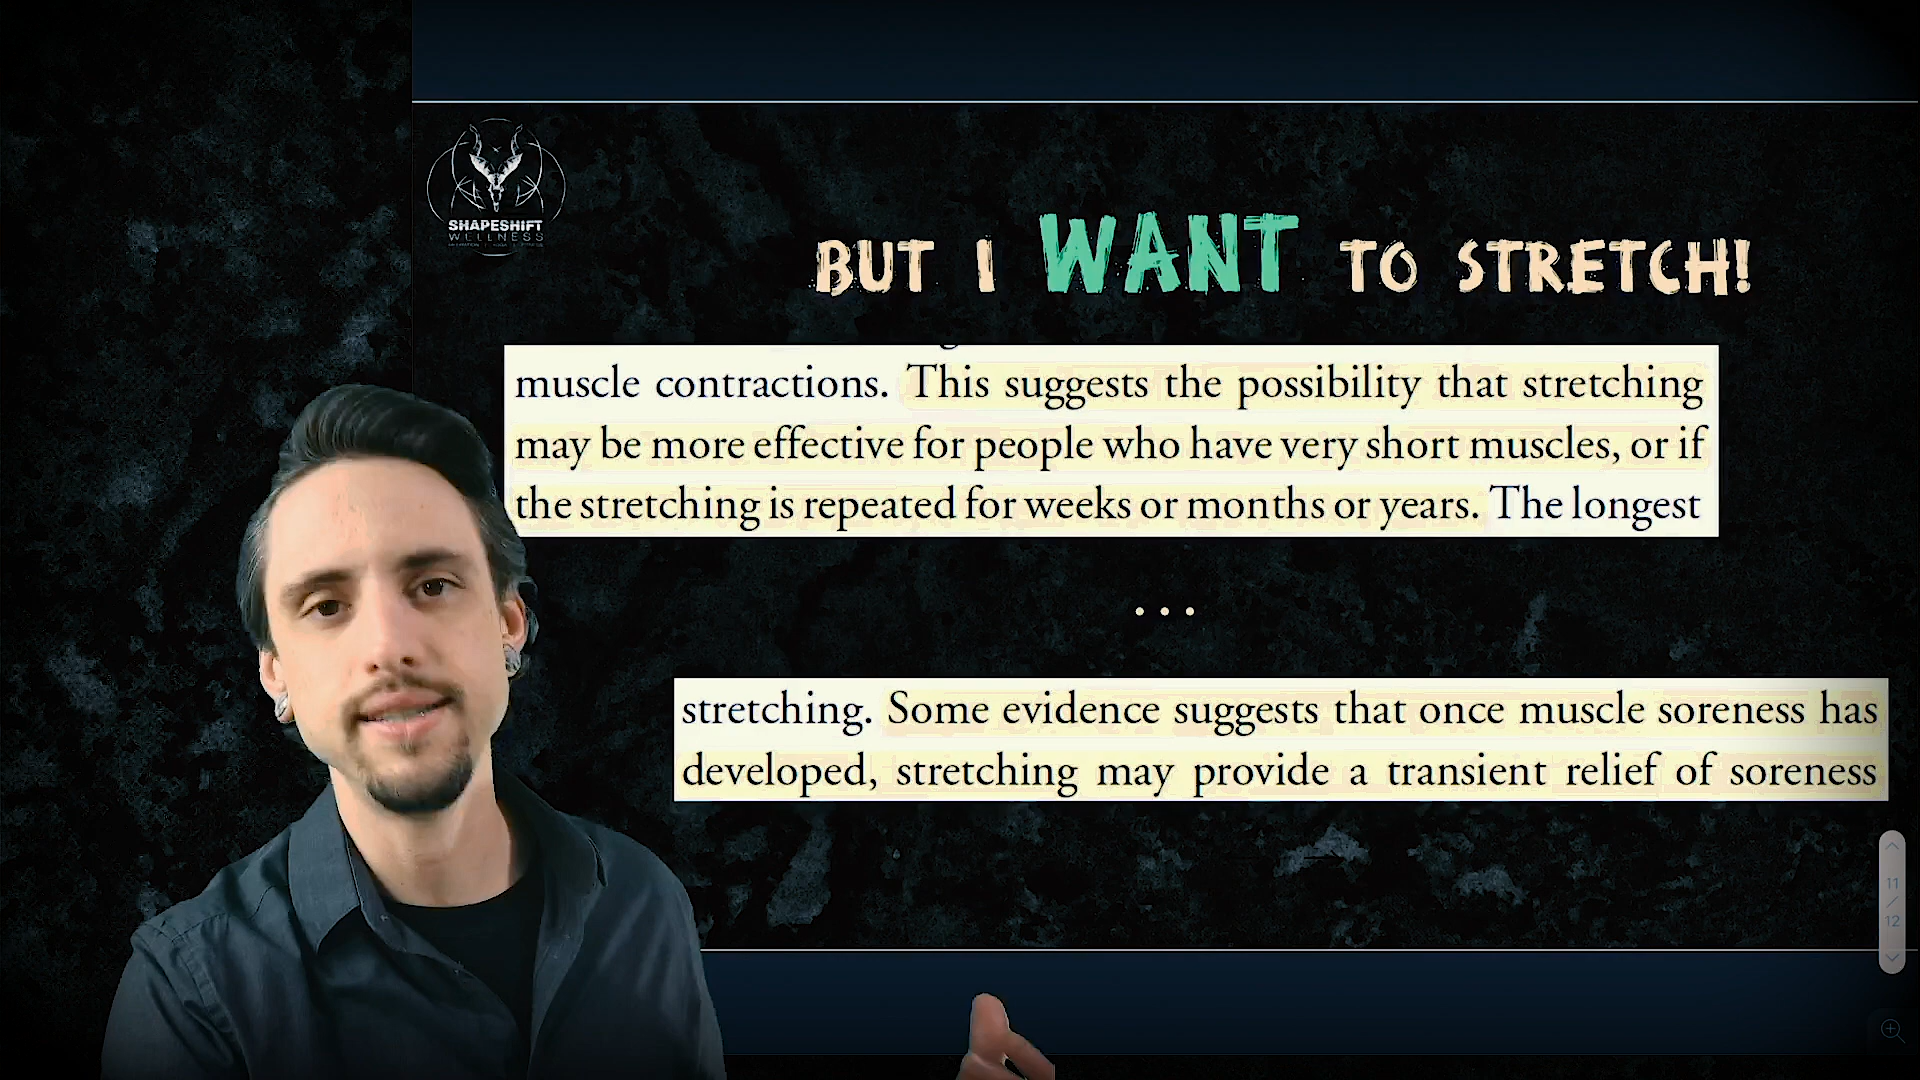 SHAPESHIFT
WELLNESS
BUT I WANT TO STRETCH!
muscle contractions. This suggests the possibility that stretching
may be more effective for people who have very short muscles, or if
the stretching is repeated for weeks or months or years. The longest
...
stretching. Some evidence suggests that once muscle soreness has
developed, stretching may provide a transient relief of soreness
11
/
12